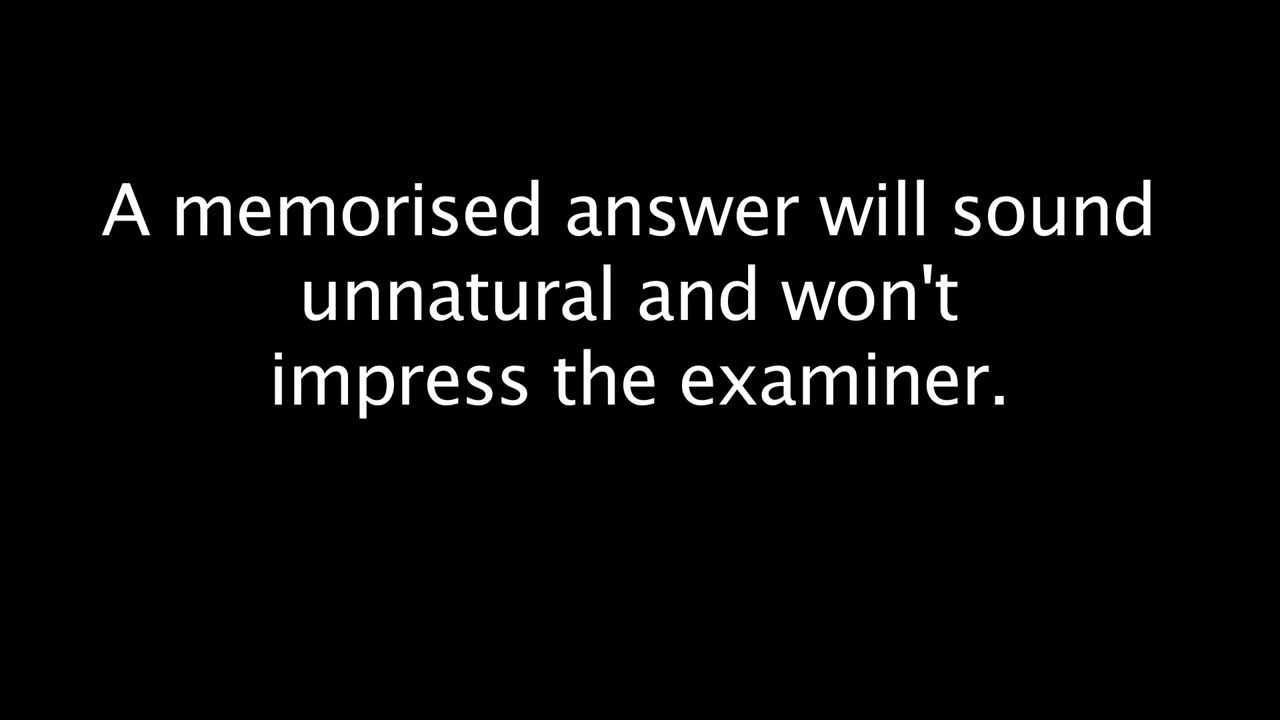 A memorised answer will sound
unnatural and won't
impress the examiner.